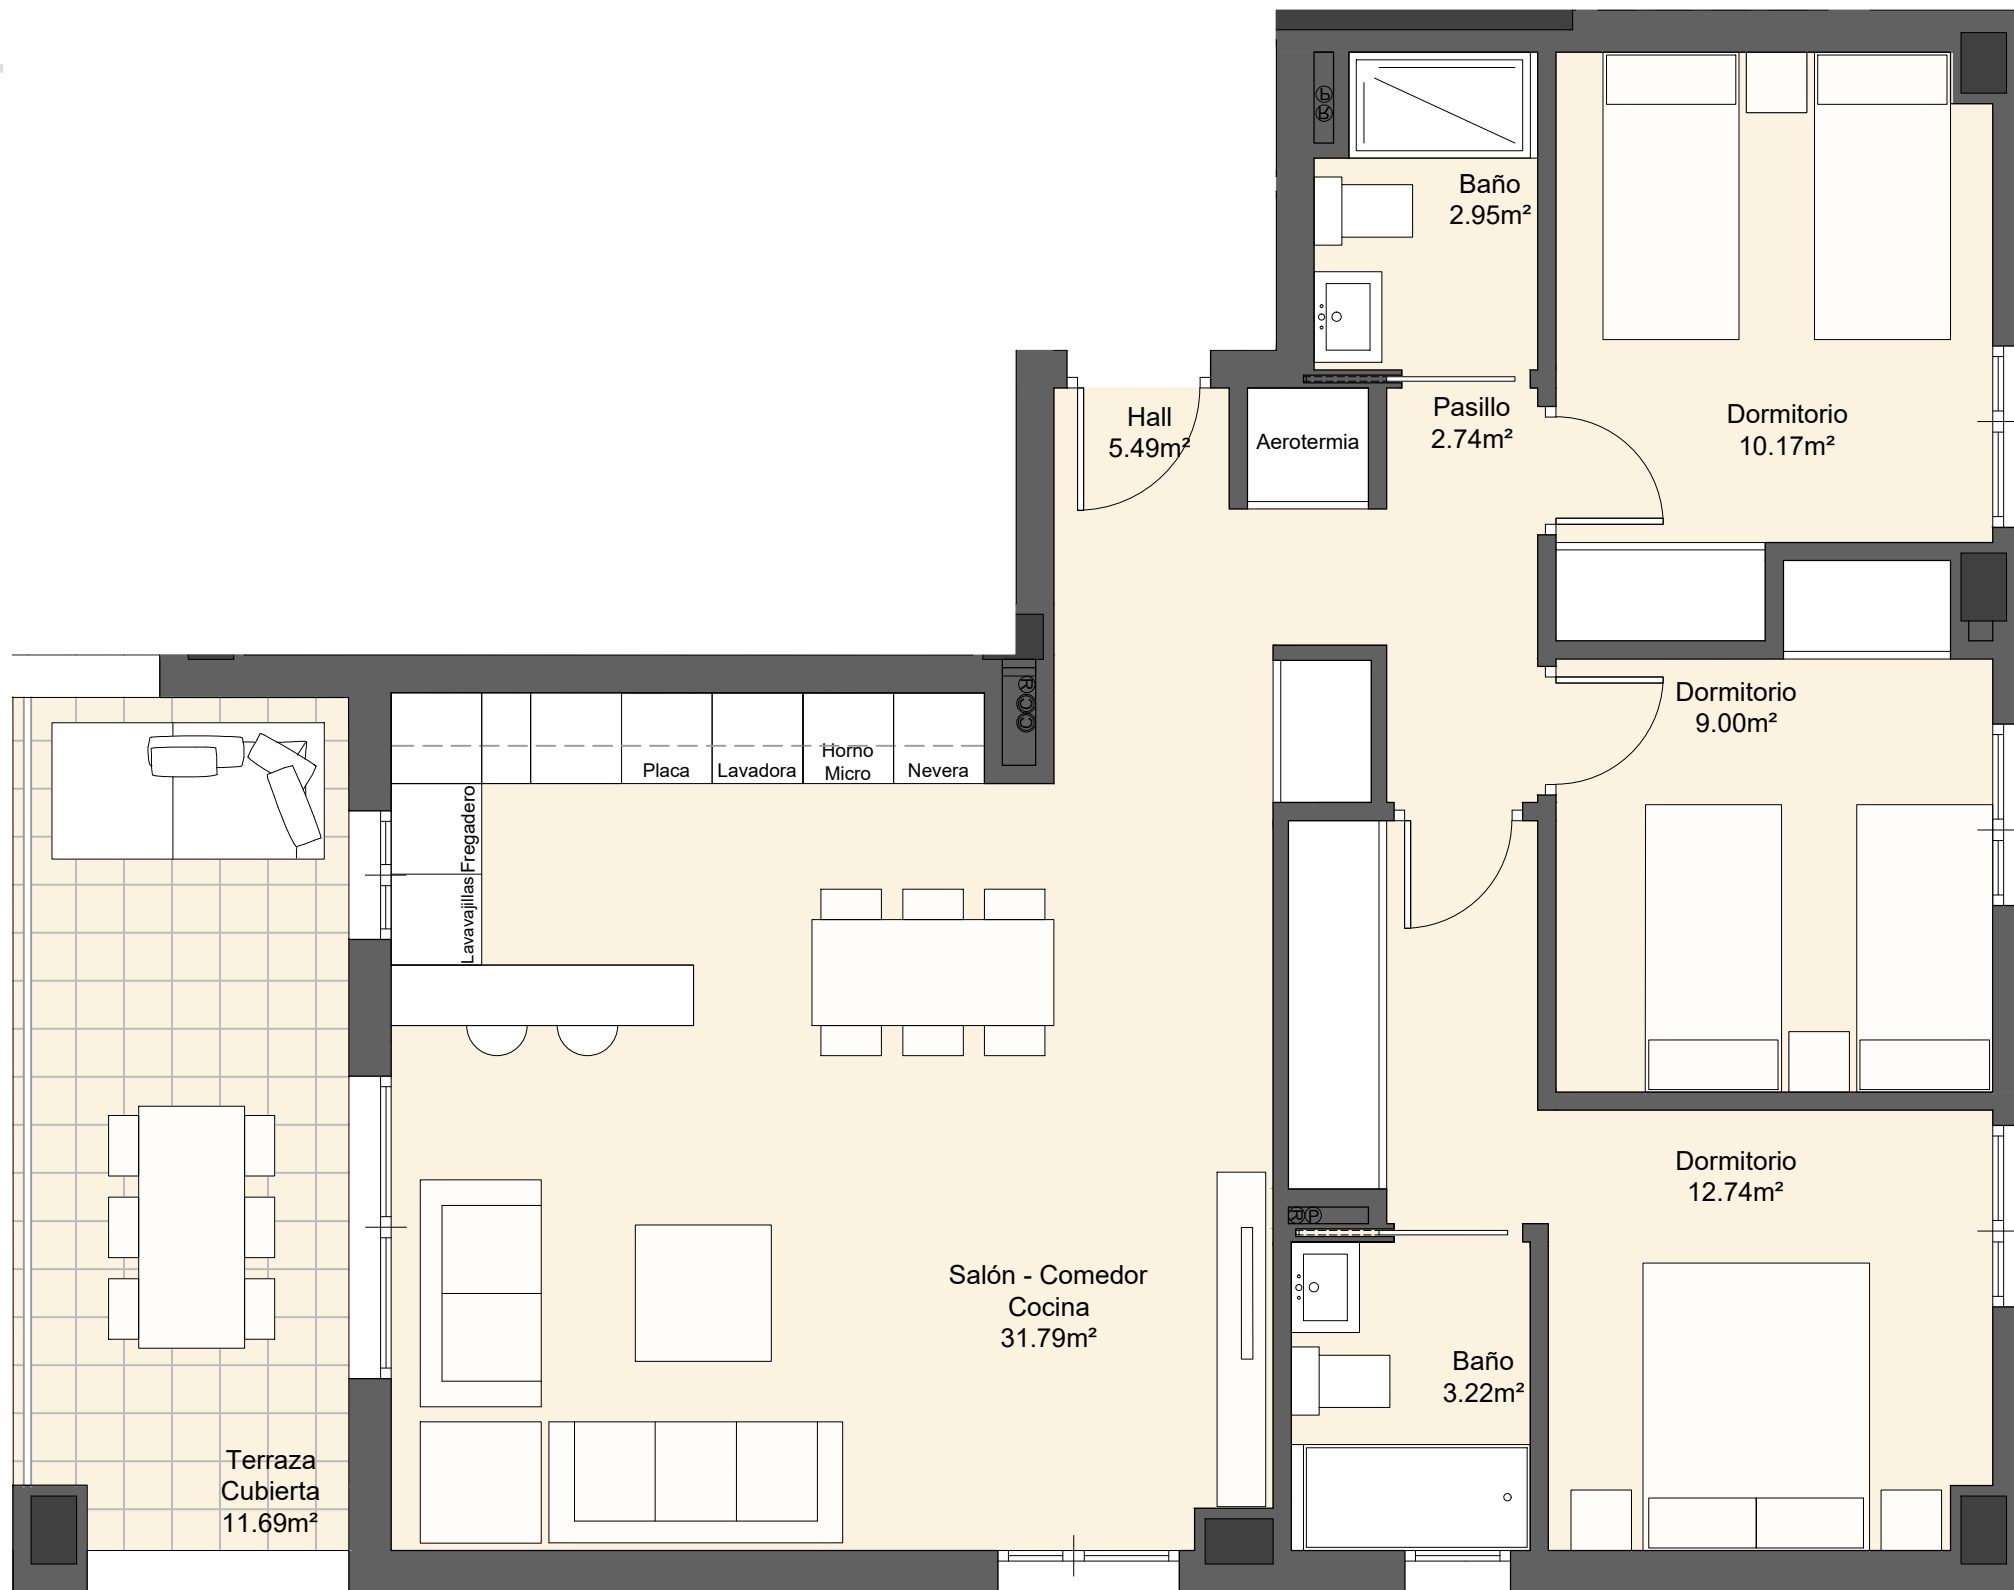 Baño
2.95m²
Hall
5.49m²
Aerotermia
Pasillo
2.74m²
Dormitorio
10.17m²
Dormitorio
9.00m²
Placa
Lavadora
Horno
Micro
Nevera
Fregadero
Lavavajillas
Dormitorio
12.74m²
Salón - Comedor
Cocina
31.79m²
Baño
3.22m²
Terraza
Cubierta
11.69m²
P
R
R
C
C
R
P